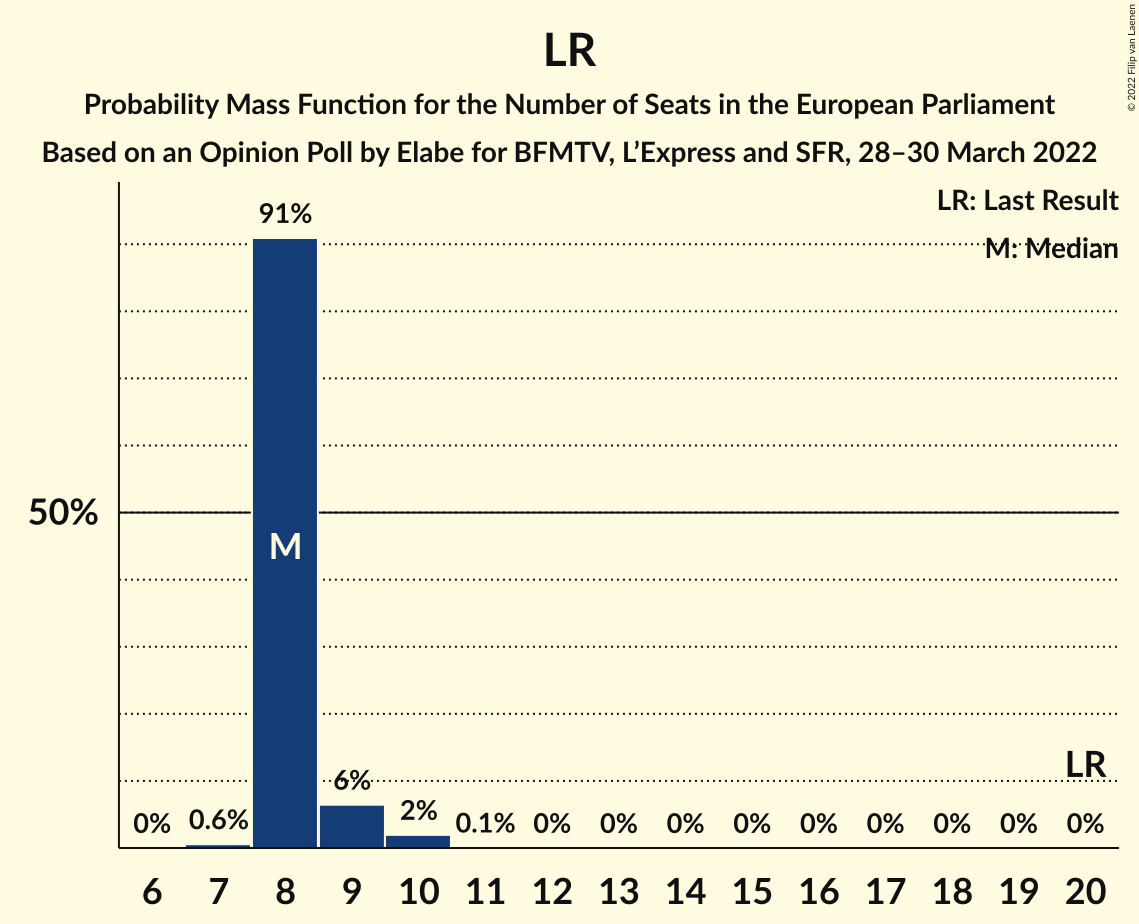 LR
Probability Mass Function for the Number of Seats in the European Parliament
Based on an Opinion Poll by Elabe for BFMTV, L’Express and SFR, 28–30 March 2022
© 2022 Filip van Laenen
LR: Last Result
M: Median
91%
50%
M
LR
0% 0.6% 6% 2% 0.1% 0% 0% 0% 0% 0% 0% 0% 0% 0%
6 7 8 9 10 11 12 13 14 15 16 17 18 19 20